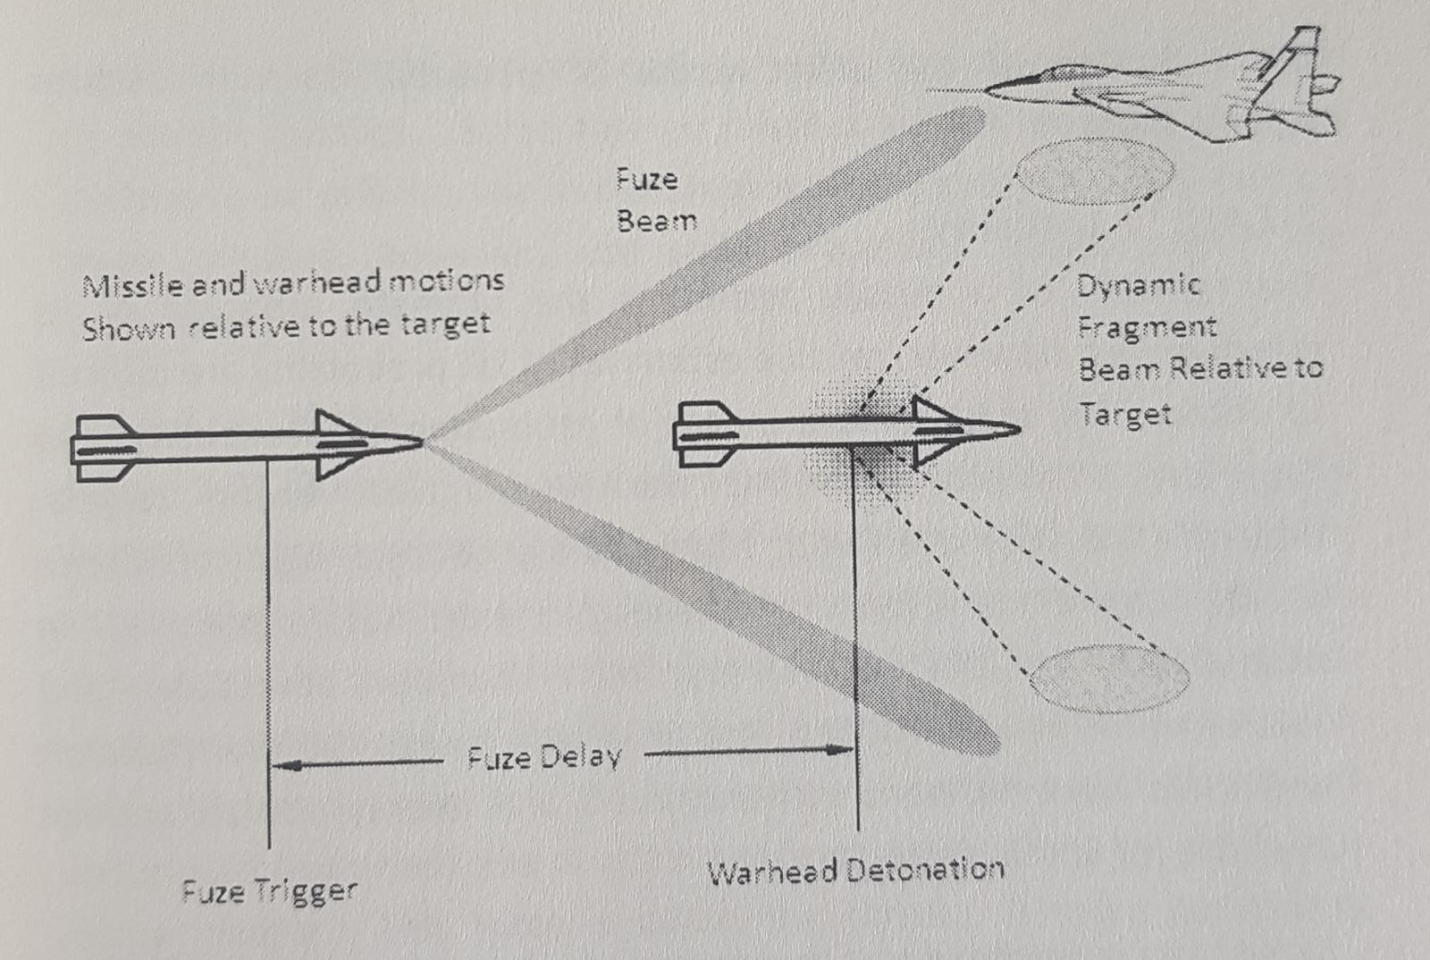 Fuze
Beam
Missile and warhead motions
Shown relative to the target
Dynamic
Fragment
Beam Relative to
Target
Fuze Delay
Warhead Detonation
Fuze Trigger